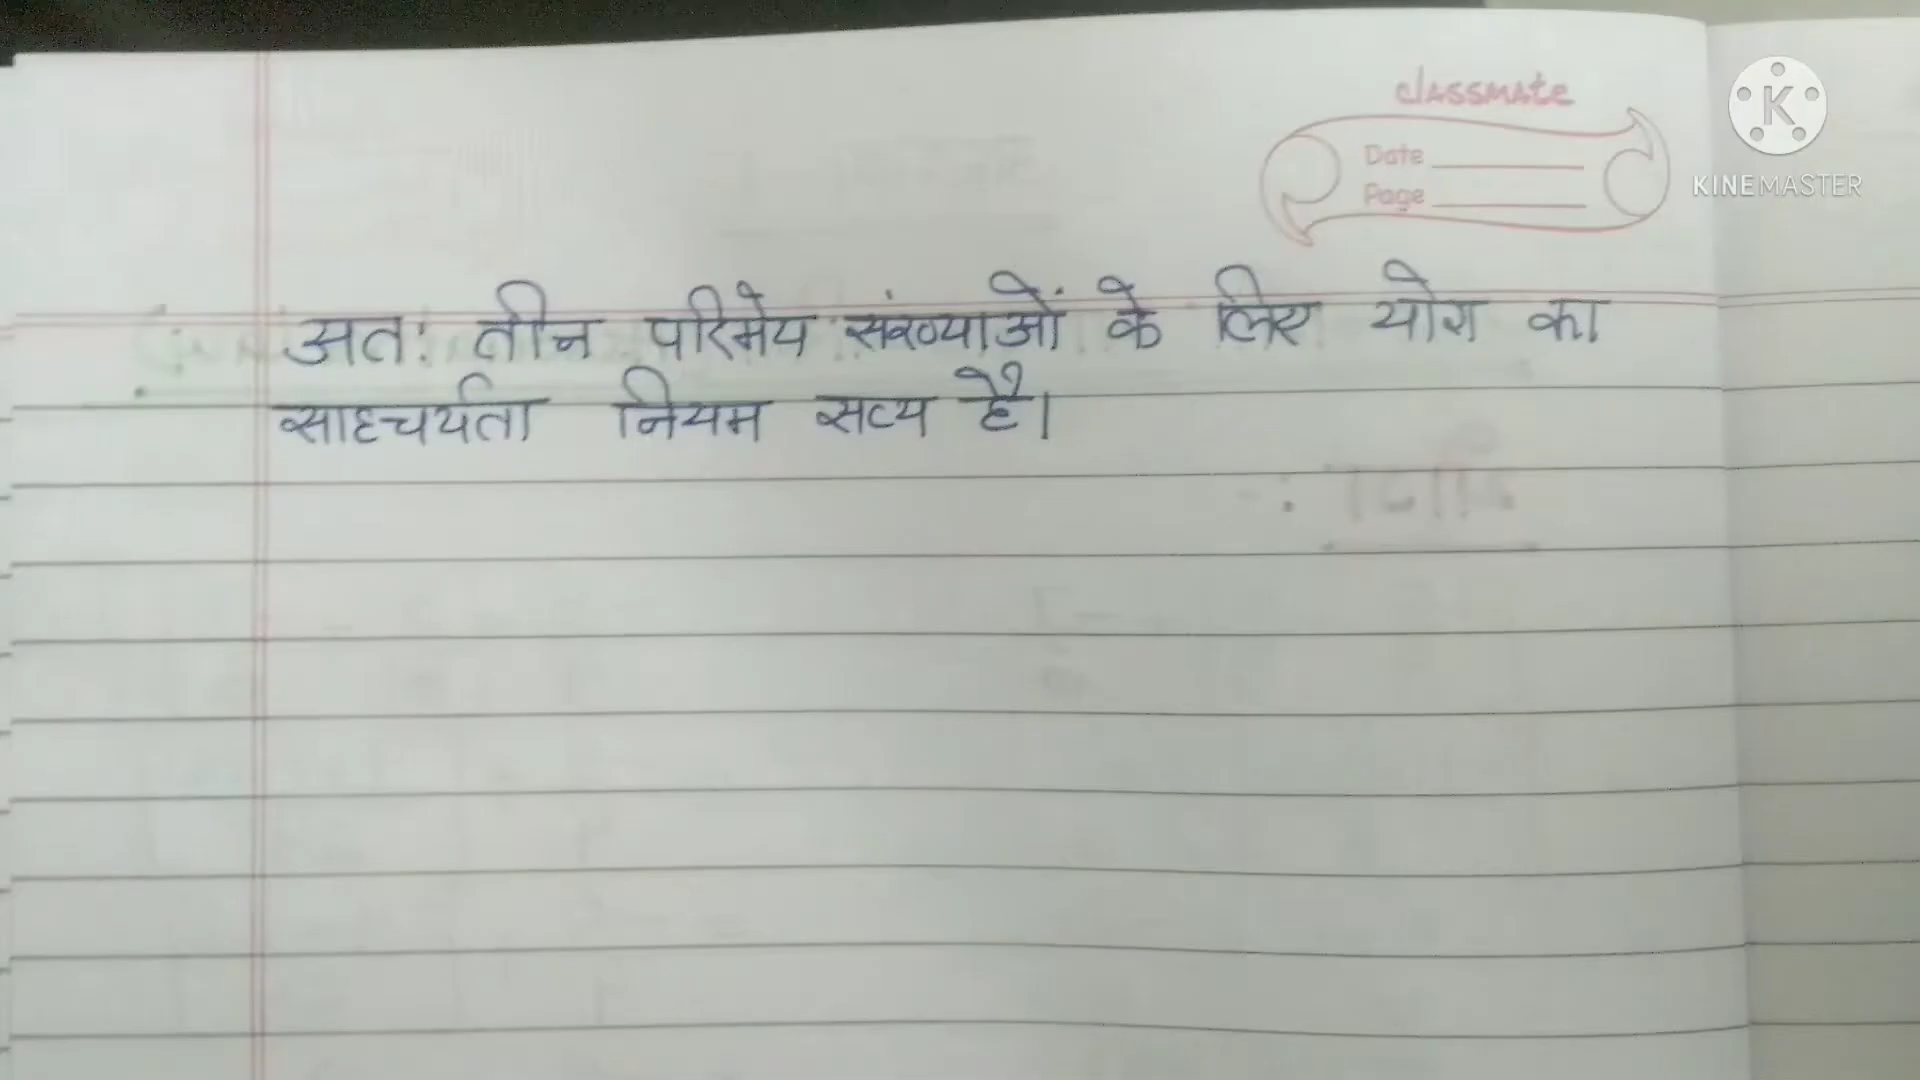 classmate
Date
Page
KINEMASTER
अत: तीन परिमेय संख्याओं के लिए योग का
साहचर्यता नियम सत्य है।